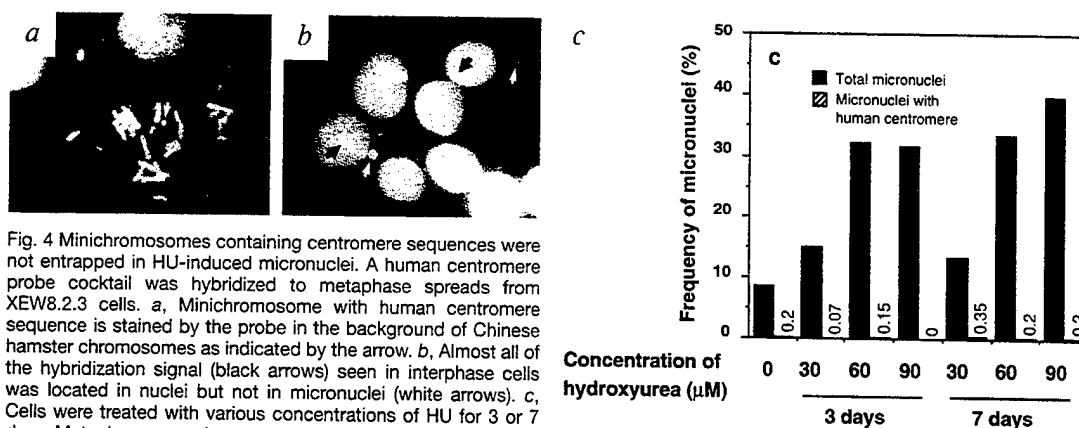 a
b
c
Fig. 4 Minichromosomes containing centromere sequences were
not entrapped in HU-induced micronuclei. A human centromere
probe cocktail was hybridized to metaphase spreads from
XEW8.2.3 cells. a, Minichromosome with human centromere
sequence is stained by the probe in the background of Chinese
hamster chromosomes as indicated by the arrow. b, Almost all of
the hybridization signal (black arrows) seen in interphase cells
was located in nuclei but not in micronuclei (white arrows). c,
Cells were treated with various concentrations of HU for 3 or 7
c
Total micronuclei
Micronuclei with
human centromere
Frequency of micronuclei (%)
50
40
30
20
10
0
0.2
0.07
0.15
0
0.35
0.2
Concentration of
hydroxyurea (µM)
0 30 60 90 30 60 90
3 days 7 days